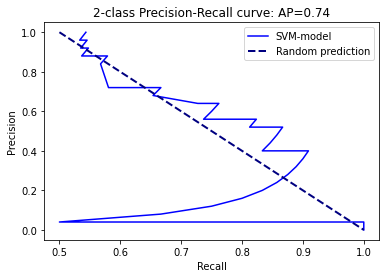 2-class Precision-Recall curve: AP=0.74
SVM-model
Random prediction
Precision
1.0
0.8
0.6
0.4
0.2
0.0
0.5 0.6 0.7 0.8 0.9 1.0
Recall